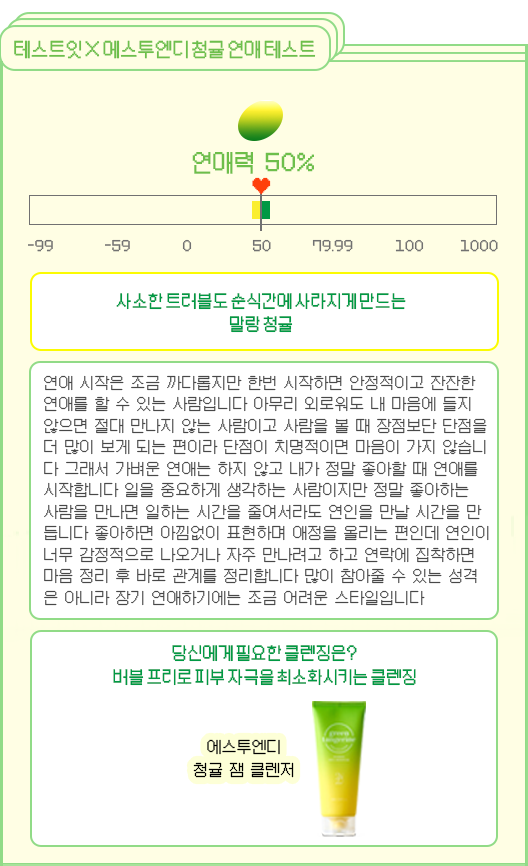 테스트잇×에스투엔디 청귤 연애 테스트
연애력 50%
-99 -59 0 50 79.99 100 1000
사소한 트러블도 순식간에 사라지게 만드는
말랑 청귤
연애 시작은 조금 까다롭지만 한번 시작하면 안정적이고 잔잔한
연애를 할 수 있는 사람입니다 아무리 외로워도 내 마음에 들지
않으면 절대 만나지 않는 사람이고 사람을 볼 때 장점보단 단점을
더 많이 보게 되는 편이라 단점이 치명적이면 마음이 가지 않습니
다 그래서 가벼운 연애는 하지 않고 내가 정말 좋아할 때 연애를
시작합니다 일을 중요하게 생각하는 사람이지만 정말 좋아하는
사람을 만나면 일하는 시간을 줄여서라도 연인을 만날 시간을 만
듭니다 좋아하면 아낌없이 표현하며 애정을 올리는 편인데 연인이
너무 감정적으로 나오거나 자주 만나려고 하고 연락에 집착하면
마음 정리 후 바로 관계를 정리합니다 많이 참아줄 수 있는 성격
은 아니라 장기 연애하기에는 조금 어려운 스타일입니다
당신에게 필요한 클렌징은?
버블 프리로 피부 자극을 최소화시키는 클렌징
에스투엔디
청귤 잼 클렌저
green
tangerine